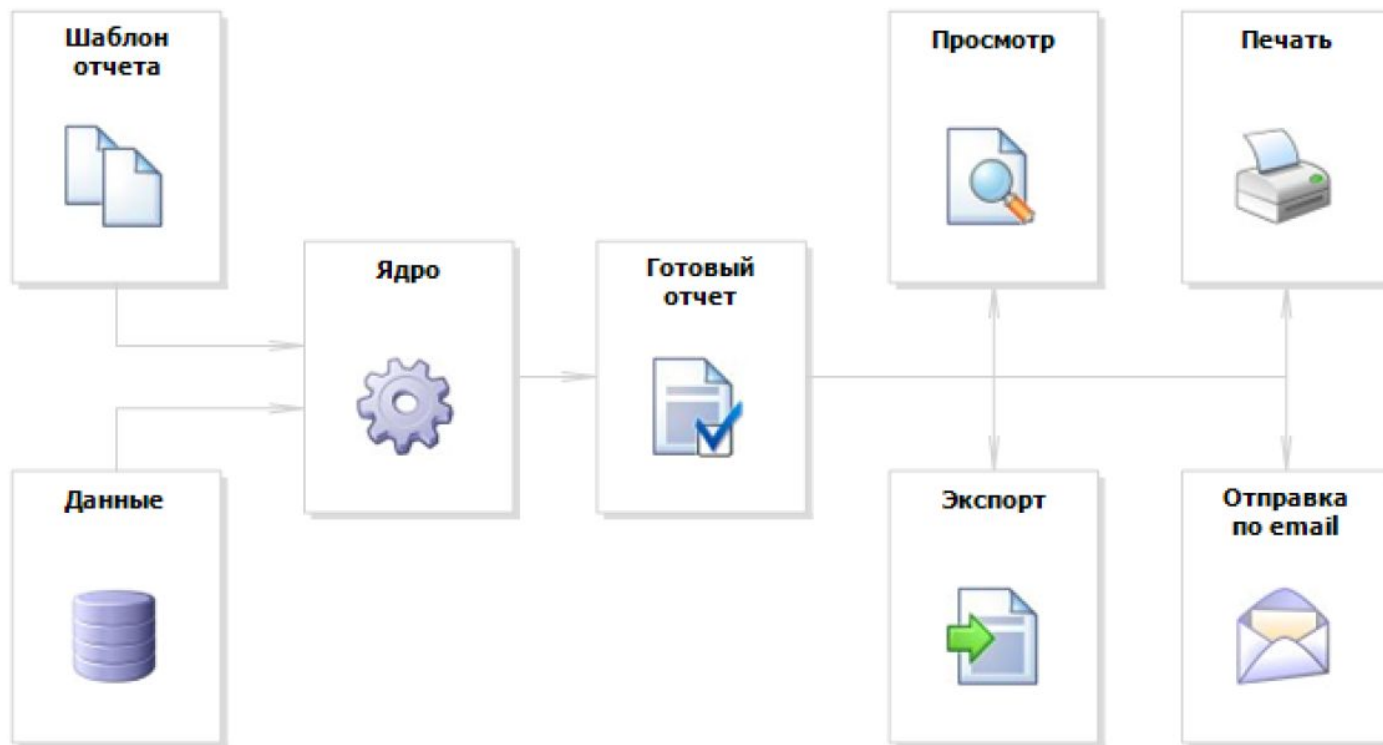 Шаблон
отчета
Просмотр
Печать
Ядро
Готовый
отчет
Данные
Экспорт
Отправка
по email